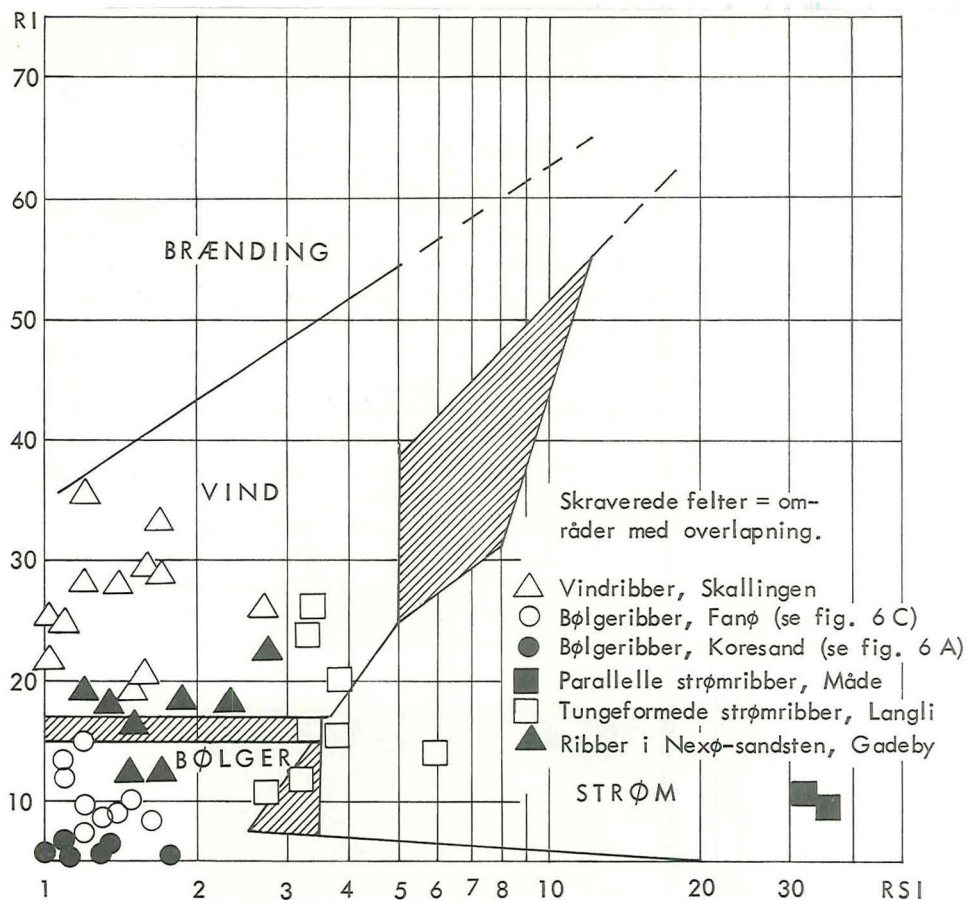 RI
70
60
BRÆNDING
50
40
VIND
Skraverede felter = om-
råder med overlapning.
30
Vindribber, Skallingen
Bølgeribber, Fanø (se fig. 6 C)
Bølgeribber, Koresand (se fig. 6 A)
20
Parallelle strømribber, Måde
Tungeformede strømribber, Langli
Ribber i Nexø-sandsten, Gadeby
BØLGER
STRØM
10
1 2 3 4 5 6 7 8 10 20 30 RSI